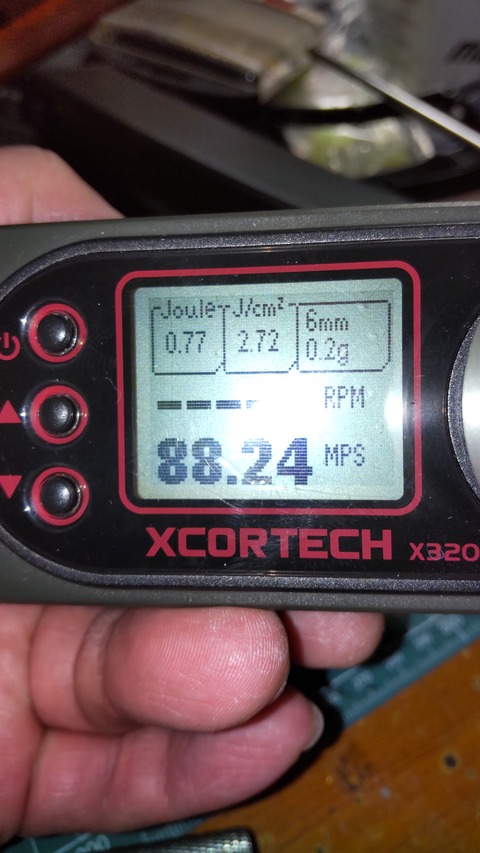 Joule J/cm² 6mm
0.77 2.72 0.2g
---- RPM
88.24 MPS
XCORTECH X320